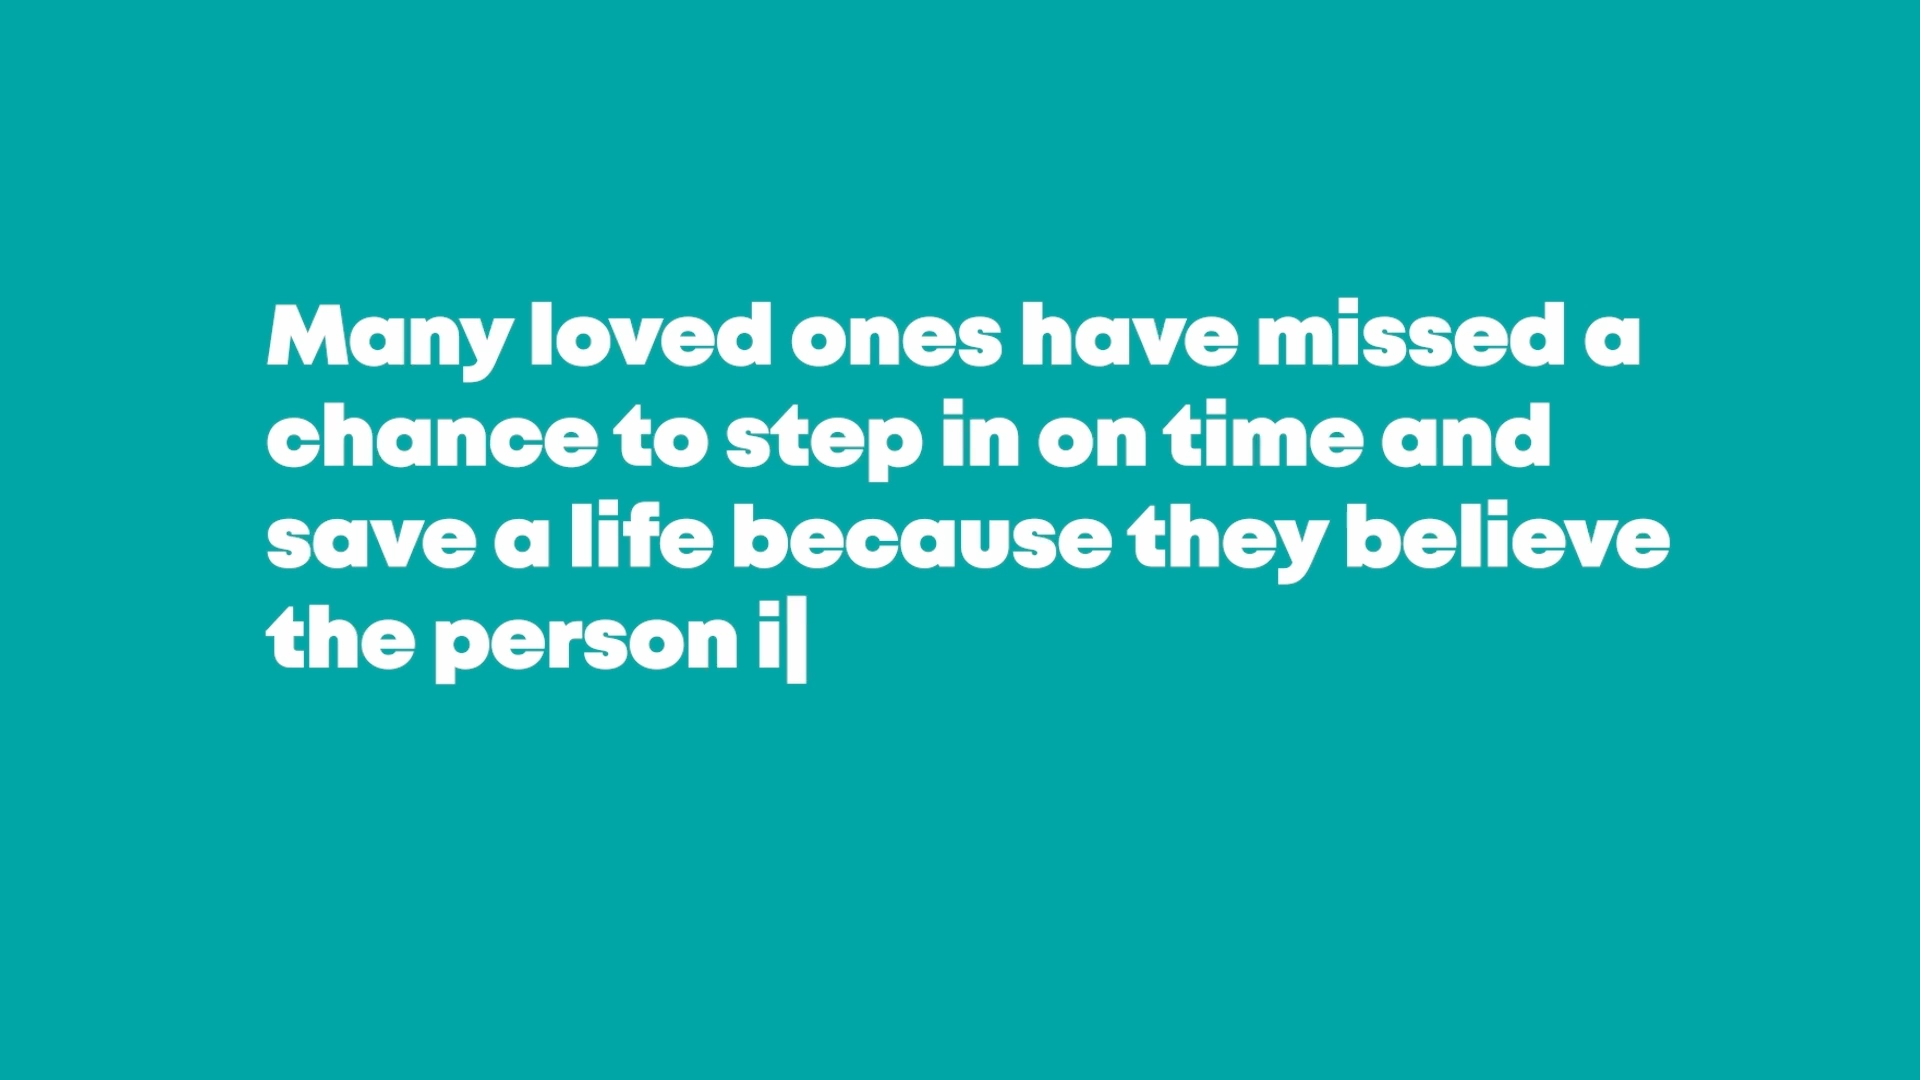 Many loved ones have missed a
chance to step in on time and
save a life because they believe
the person i|